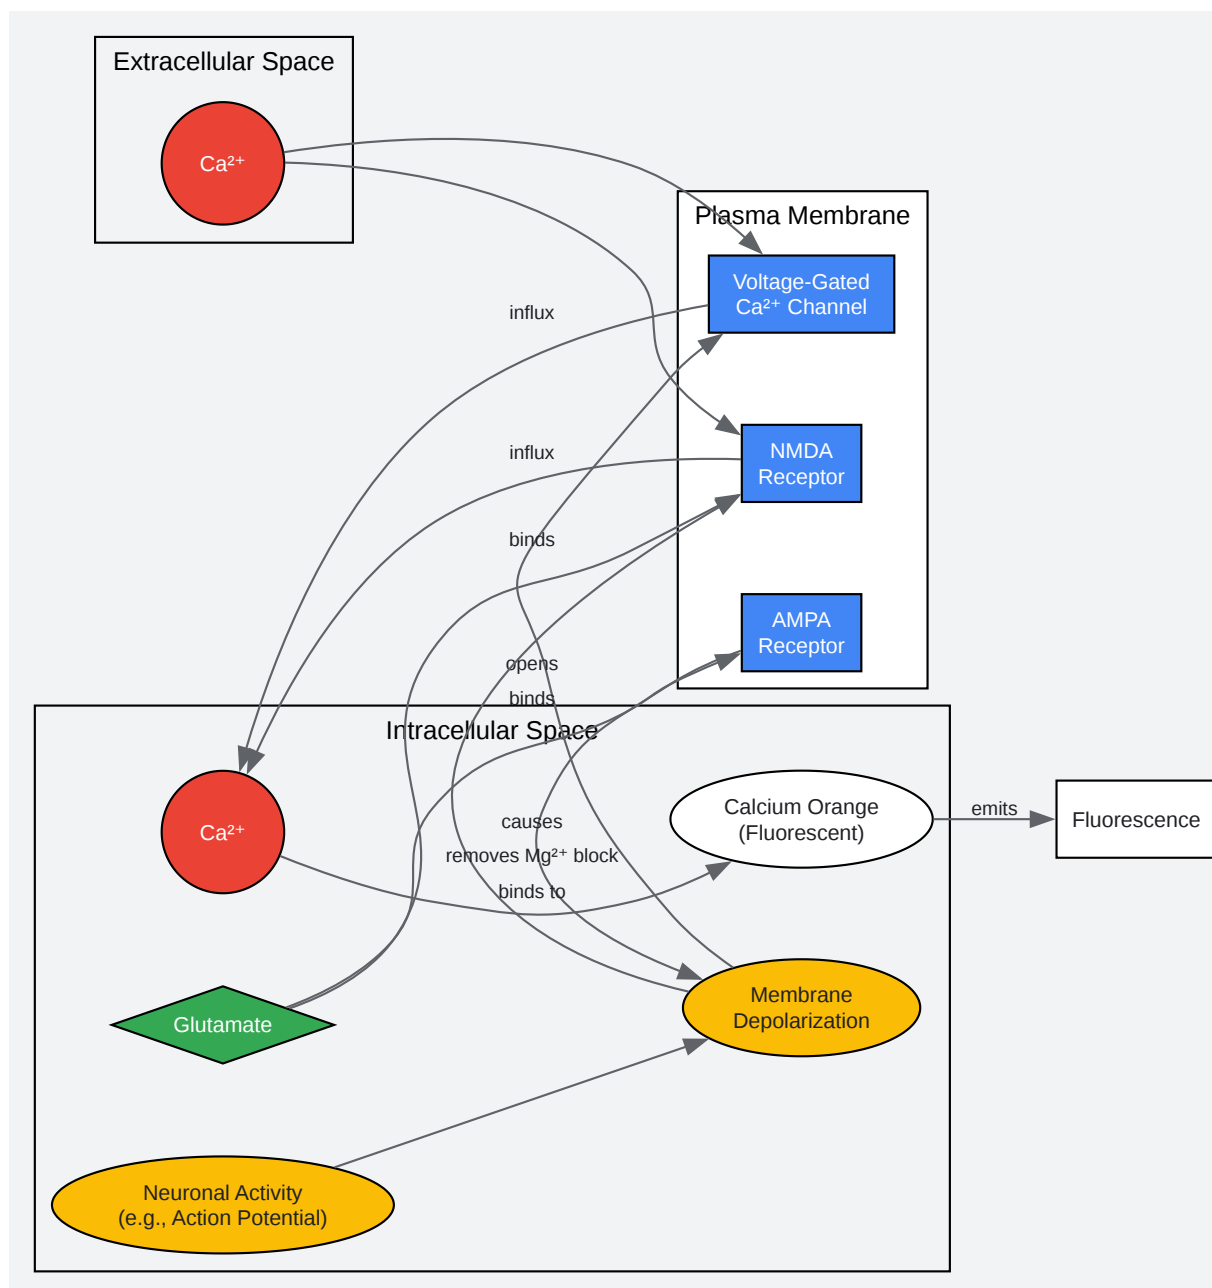 Extracellular Space
Ca²⁺
Plasma Membrane
Voltage-Gated
Ca²⁺ Channel
influx
NMDA
Receptor
influx
binds
AMPA
Receptor
opens
binds
Intracellular Space
Ca²⁺
Calcium Orange
(Fluorescent)
emits
Fluorescence
causes
removes Mg²⁺ block
binds to
Membrane
Depolarization
Glutamate
Neuronal Activity
(e.g., Action Potential)